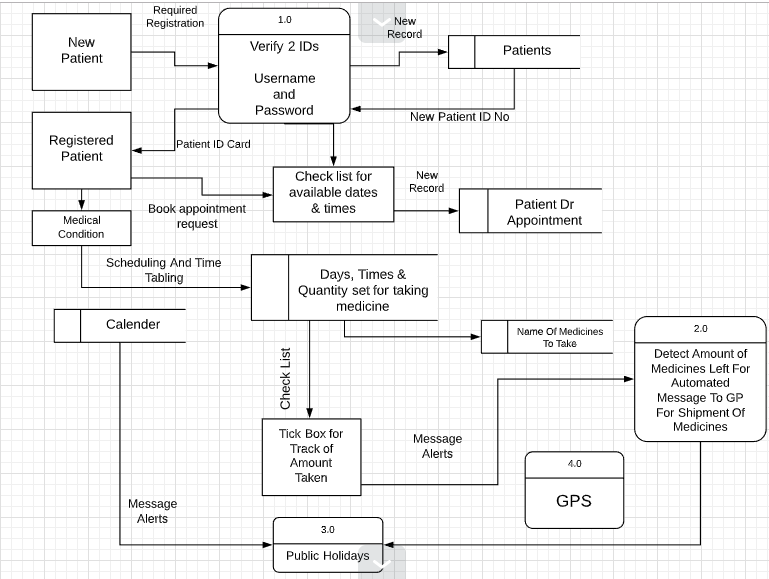 Required
Registration
1.0
New
Record
New
Patient
Verify 2 IDs
Username
and
Password
Patients
New Patient ID No
Registered
Patient
Patient ID Card
Check list for
available dates
& times
New
Record
Book appointment
request
Patient Dr
Appointment
Medical
Condition
Scheduling And Time
Tabling
Days, Times &
Quantity set for taking
medicine
Calender
Name Of Medicines
To Take
2.0
Detect Amount of
Medicines Left For
Automated
Message To GP
For Shipment Of
Medicines
Check List
Tick Box for
Track of
Amount
Taken
Message
Alerts
4.0
GPS
Message
Alerts
3.0
Public Holidays